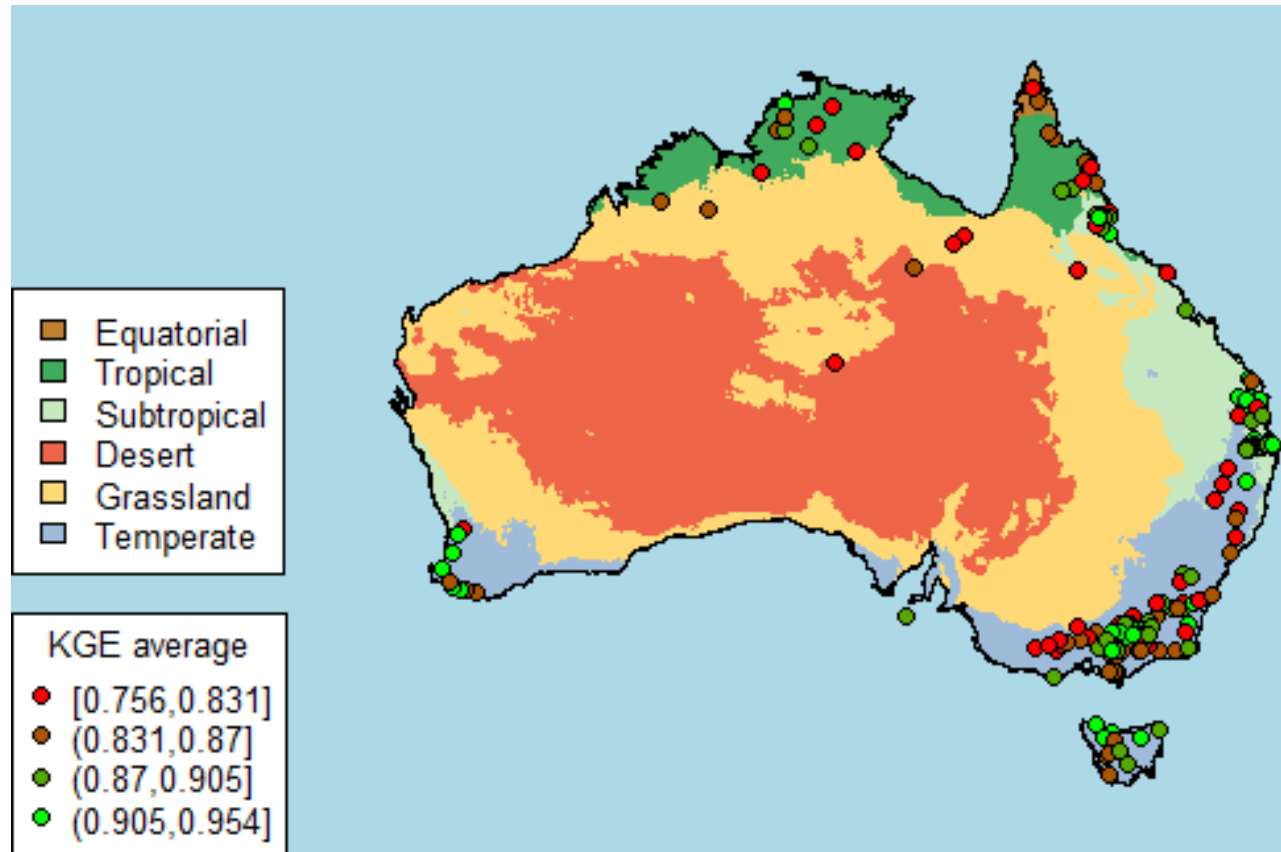 Equatorial
Tropical
Subtropical
Desert
Grassland
Temperate
KGE average
[0.756,0.831]
(0.831,0.87]
(0.87,0.905]
(0.905,0.954]